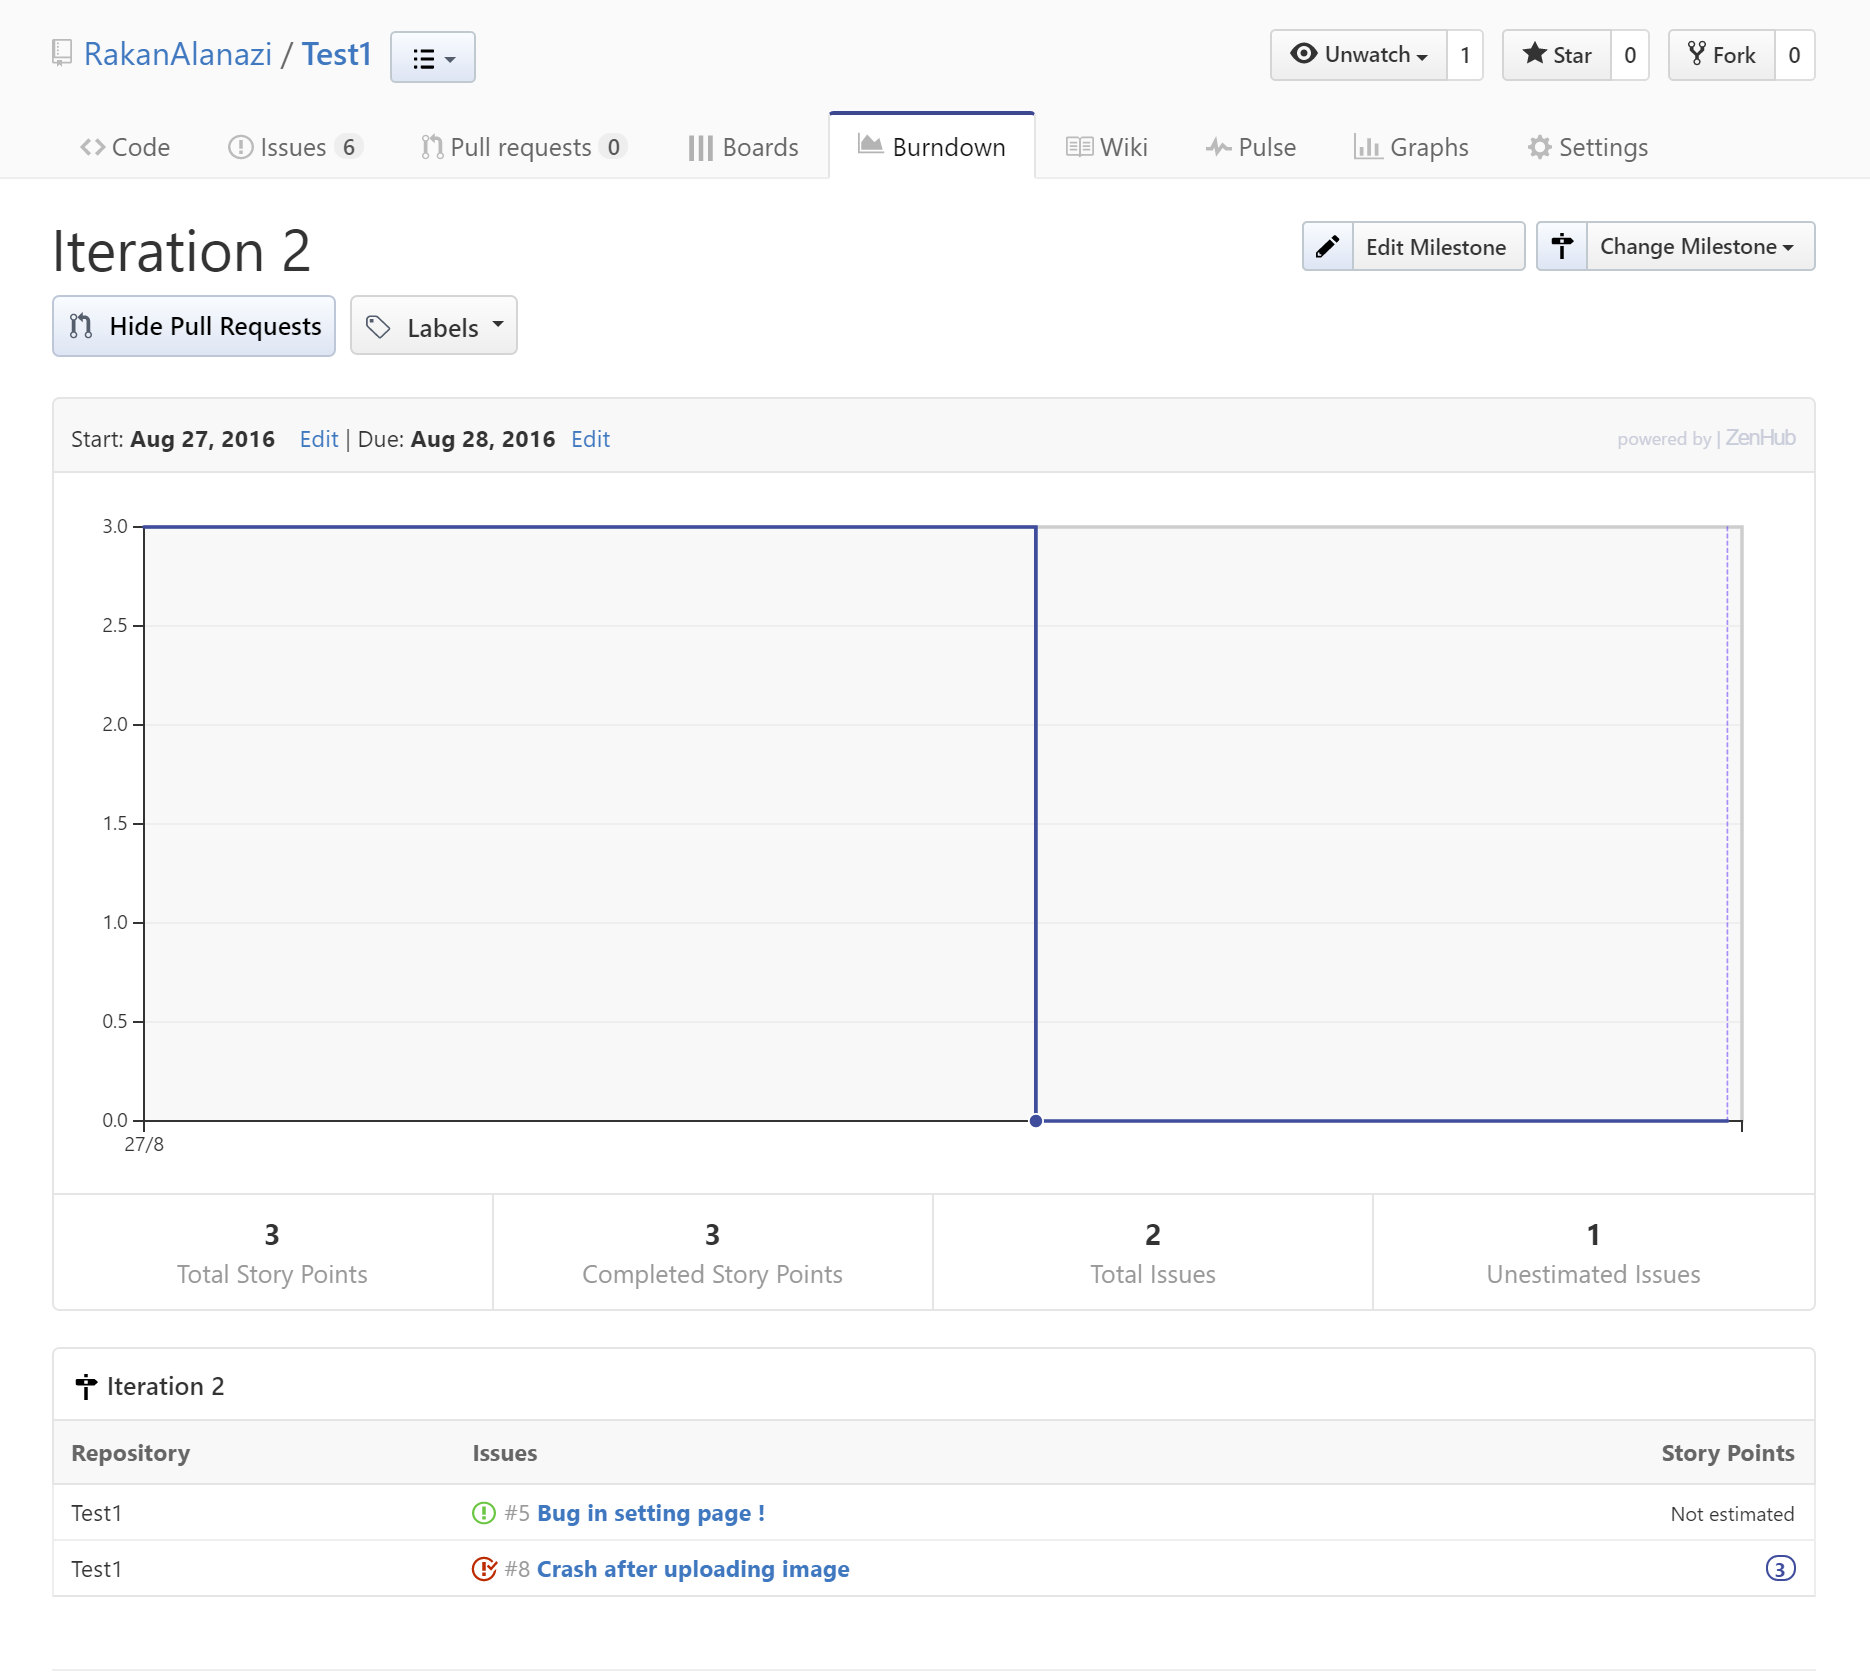 RakanAlanazi / Test1
Unwatch 1 Star 0 Fork 0
Code Issues 6 Pull requests 0 Boards Burndown Wiki Pulse Graphs Settings
Iteration 2
Edit Milestone Change Milestone
Hide Pull Requests Labels
Start: Aug 27, 2016 Edit | Due: Aug 28, 2016 Edit powered by | ZenHub
3.0
2.5
2.0
1.5
1.0
0.5
0.0
27/8
3 3 2 1
Total Story Points Completed Story Points Total Issues Unestimated Issues
Iteration 2
Repository Issues Story Points
Test1 #5 Bug in setting page ! Not estimated
Test1 #8 Crash after uploading image 3